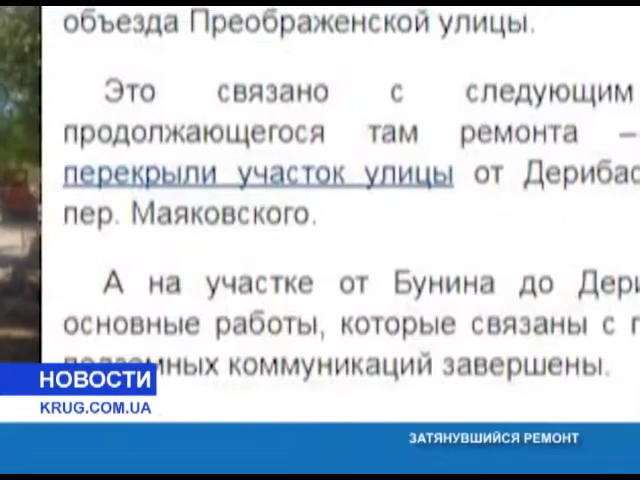 объезда Преображенской улицы.
Это связано с следующим
продолжающегося там ремонта –
перекрыли участок улицы от Дерибас
пер. Маяковского.
А на участке от Бунина до Дери
основные работы, которые связаны с п
подземных коммуникаций завершены.
НОВОСТИ
KRUG.COM.UA
ЗАТЯНУВШИЙСЯ РЕМОНТ